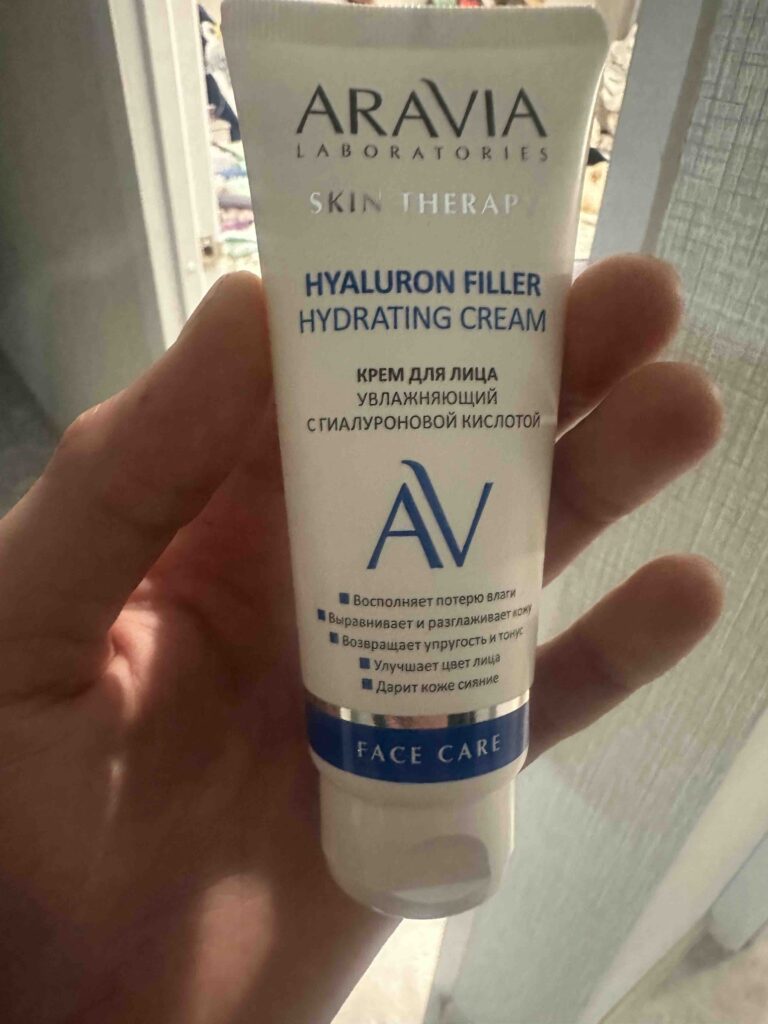 ARAVIA
LABORATORIES
SKIN THERAPY
HYALURON FILLER
HYDRATING CREAM
КРЕМ ДЛЯ ЛИЦА
УВЛАЖНЯЮЩИЙ
С ГИАЛУРОНОВОЙ КИСЛОТОЙ
AV
Восполняет потерю влаги
Выравнивает и разглаживает кожу
Возвращает упругость и тонус
Улучшает цвет лица
Дарит коже сияние
FACE CARE